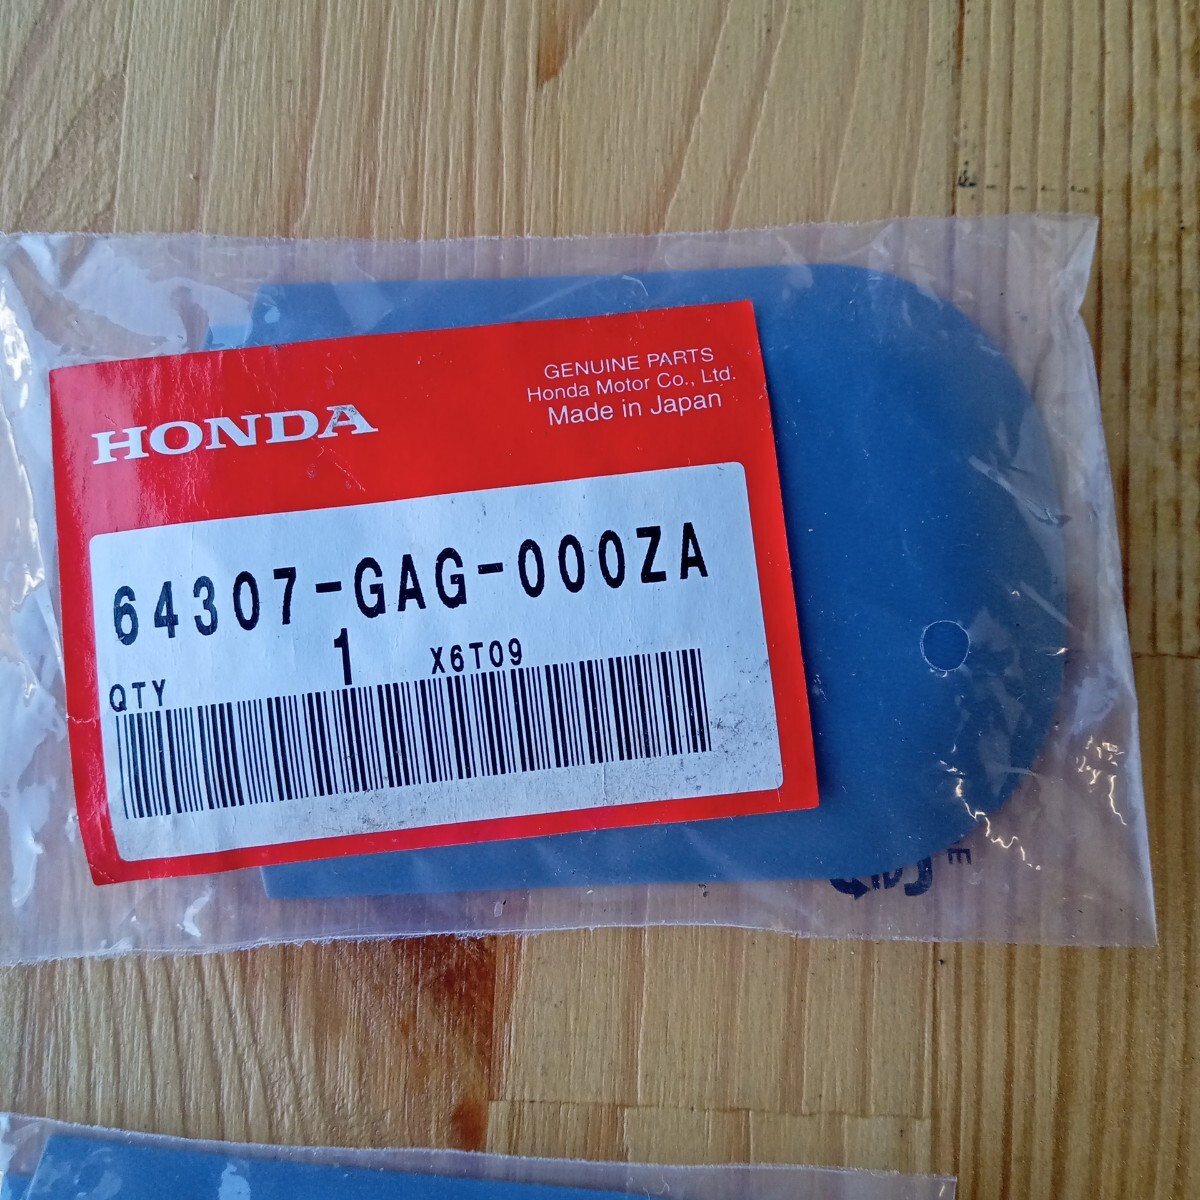 HONDA
GENUINE PARTS
Honda Motor Co., Ltd.
Made in Japan
64307-GAG-000ZA
1 X6T09
QTY